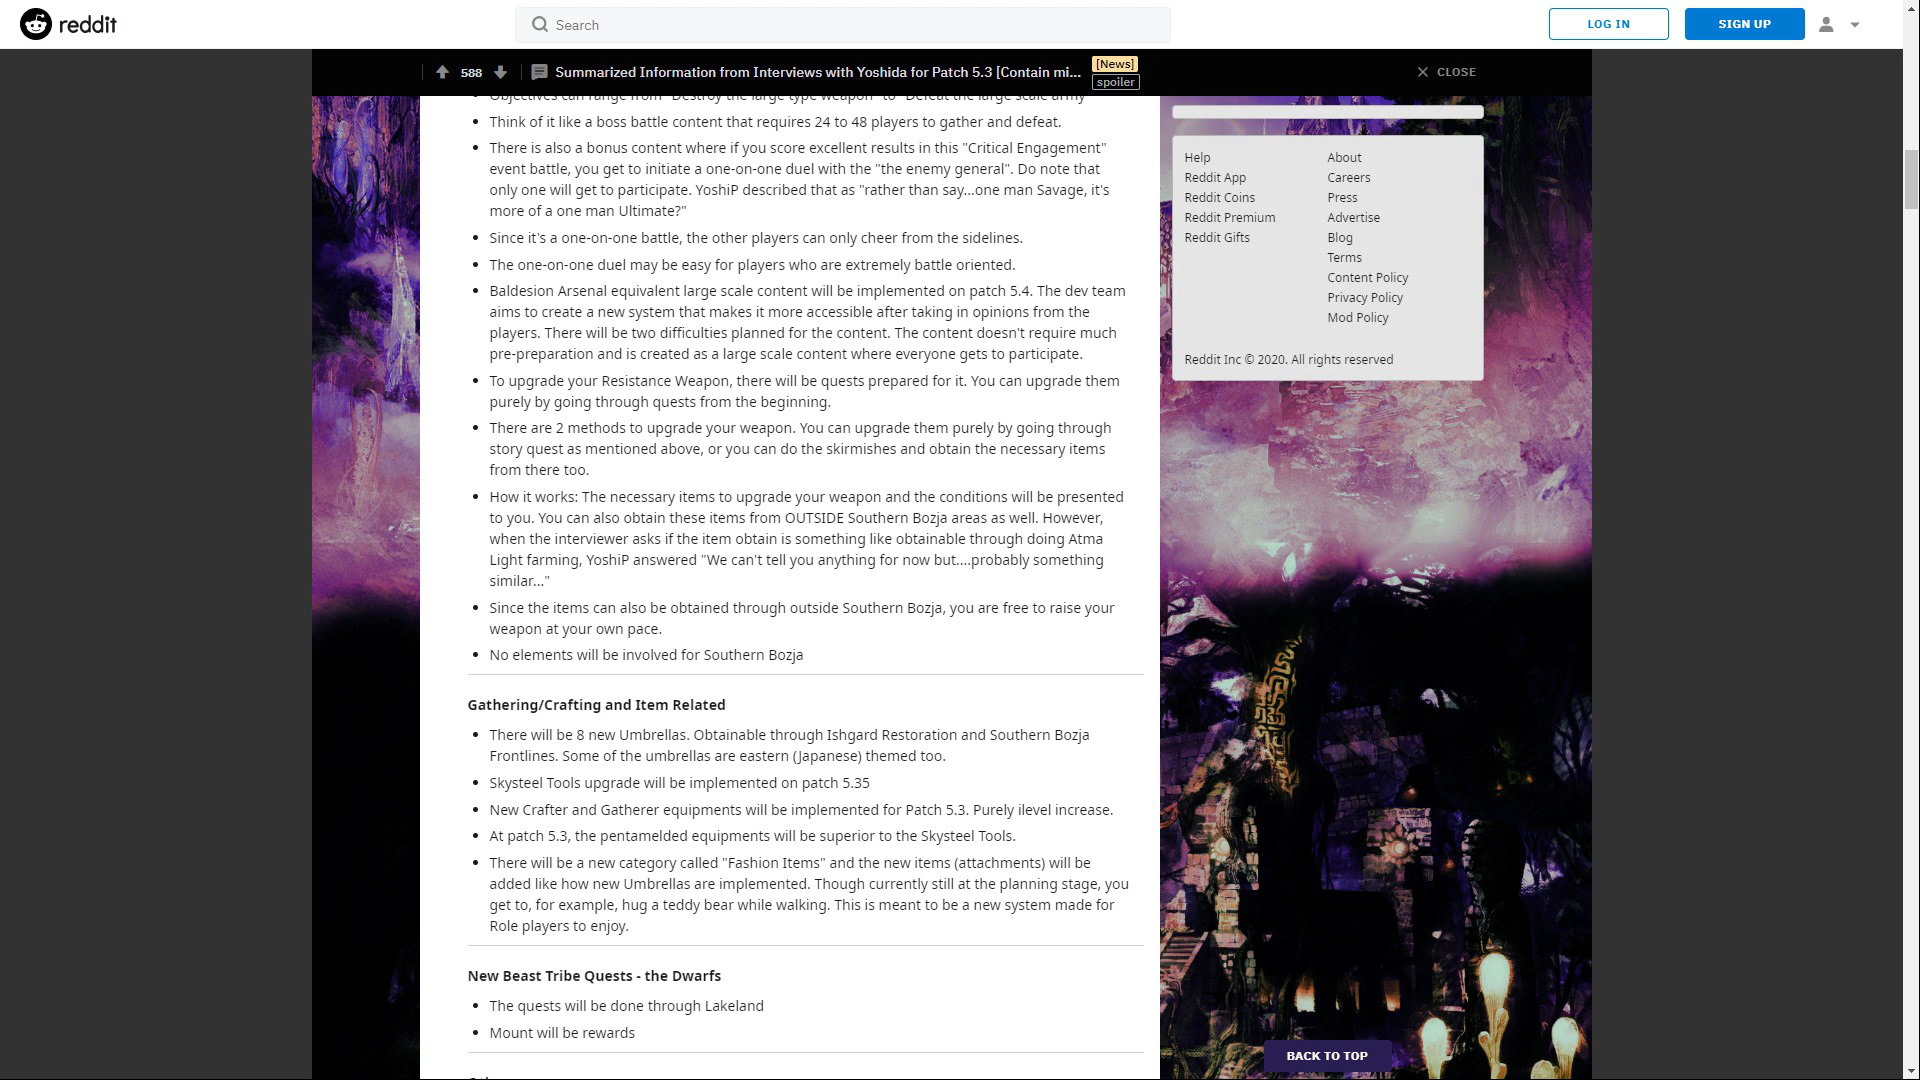 reddit
Search
LOG IN
SIGN UP
588
Summarized Information from Interviews with Yoshida for Patch 5.3 [Contain mi...
[News]
spoiler
CLOSE
Objectives can range from "Destroy the large type weapon" to "Defeat the large scale army"
Think of it like a boss battle content that requires 24 to 48 players to gather and defeat.
There is also a bonus content where if you score excellent results in this "Critical Engagement"
event battle, you get to initiate a one-on-one duel with the "the enemy general". Do note that
only one will get to participate. YoshiP described that as "rather than say...one man Savage, it's
more of a one man Ultimate?"
Since it's a one-on-one battle, the other players can only cheer from the sidelines.
The one-on-one duel may be easy for players who are extremely battle oriented.
Baldesion Arsenal equivalent large scale content will be implemented on patch 5.4. The dev team
aims to create a new system that makes it more accessible after taking in opinions from the
players. There will be two difficulties planned for the content. The content doesn't require much
pre-preparation and is created as a large scale content where everyone gets to participate.
To upgrade your Resistance Weapon, there will be quests prepared for it. You can upgrade them
purely by going through quests from the beginning.
There are 2 methods to upgrade your weapon. You can upgrade them purely by going through
story quest as mentioned above, or you can do the skirmishes and obtain the necessary items
from there too.
How it works: The necessary items to upgrade your weapon and the conditions will be presented
to you. You can also obtain these items from OUTSIDE Southern Bozja areas as well. However,
when the interviewer asks if the item obtain is something like obtainable through doing Atma
Light farming, YoshiP answered "We can't tell you anything for now but....probably something
similar..."
Since the items can also be obtained through outside Southern Bozja, you are free to raise your
weapon at your own pace.
No elements will be involved for Southern Bozja
Gathering/Crafting and Item Related
There will be 8 new Umbrellas. Obtainable through Ishgard Restoration and Southern Bozja
Frontlines. Some of the umbrellas are eastern (Japanese) themed too.
Skysteel Tools upgrade will be implemented on patch 5.35
New Crafter and Gatherer equipments will be implemented for Patch 5.3. Purely ilevel increase.
At patch 5.3, the pentamelded equipments will be superior to the Skysteel Tools.
There will be a new category called "Fashion Items" and the new items (attachments) will be
added like how new Umbrellas are implemented. Though currently still at the planning stage, you
get to, for example, hug a teddy bear while walking. This is meant to be a new system made for
Role players to enjoy.
New Beast Tribe Quests - the Dwarfs
The quests will be done through Lakeland
Mount will be rewards
Help
Reddit App
Reddit Coins
Reddit Premium
Reddit Gifts
About
Careers
Press
Advertise
Blog
Terms
Content Policy
Privacy Policy
Mod Policy
Reddit Inc © 2020. All rights reserved
BACK TO TOP